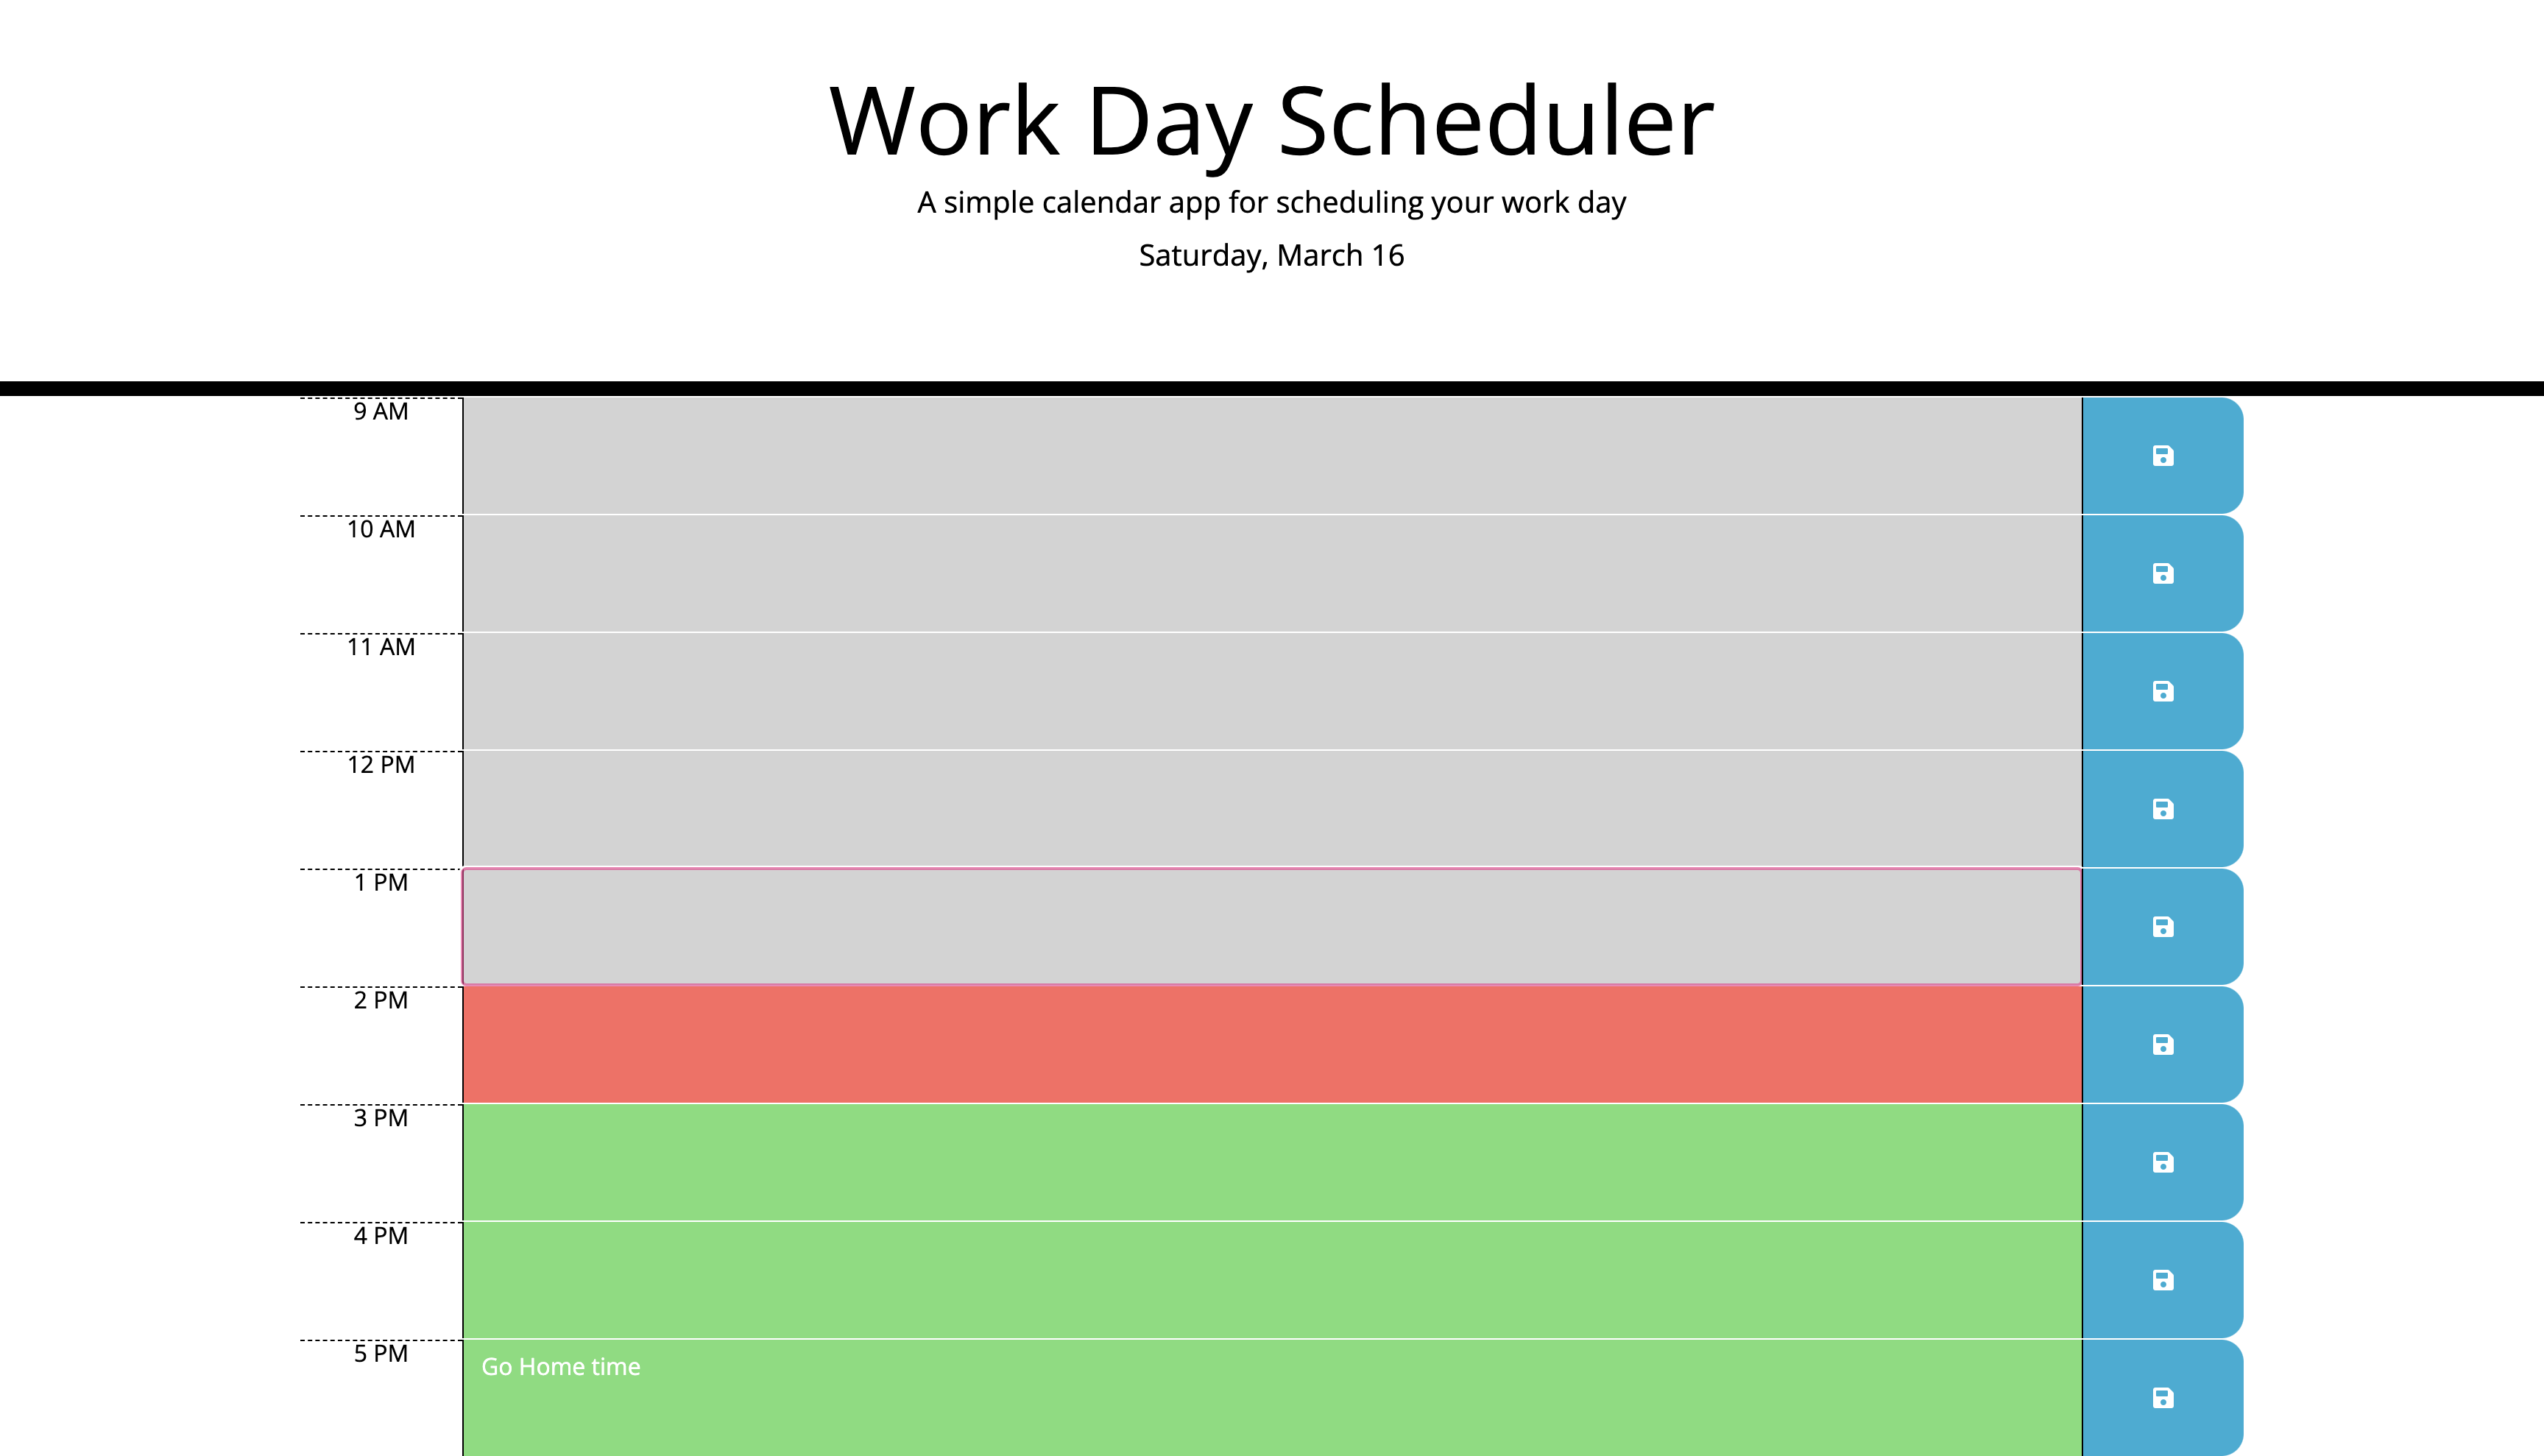 Work Day Scheduler
A simple calendar app for scheduling your work day
Saturday, March 16
9 AM
10 AM
11 AM
12 PM
1 PM
2 PM
3 PM
4 PM
5 PM
Go Home time